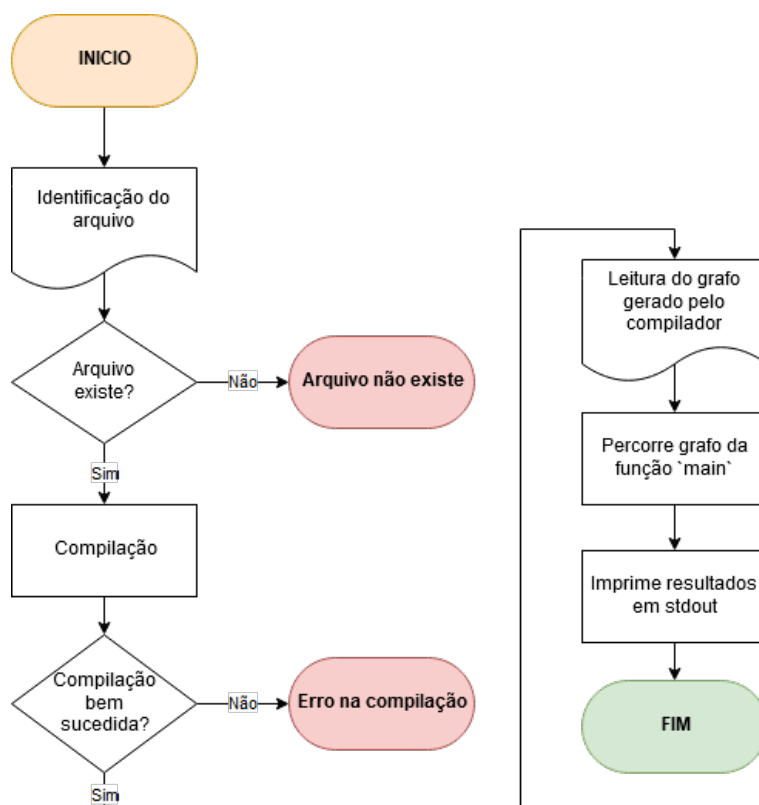 INICIO
Identificação do
arquivo
Arquivo
existe?
Não
Arquivo não existe
Sim
Compilação
Compilação
bem
sucedida?
Não
Erro na compilação
Sim
Leitura do grafo
gerado pelo
compilador
Percorre grafo da
função `main`
Imprime resultados
em stdout
FIM